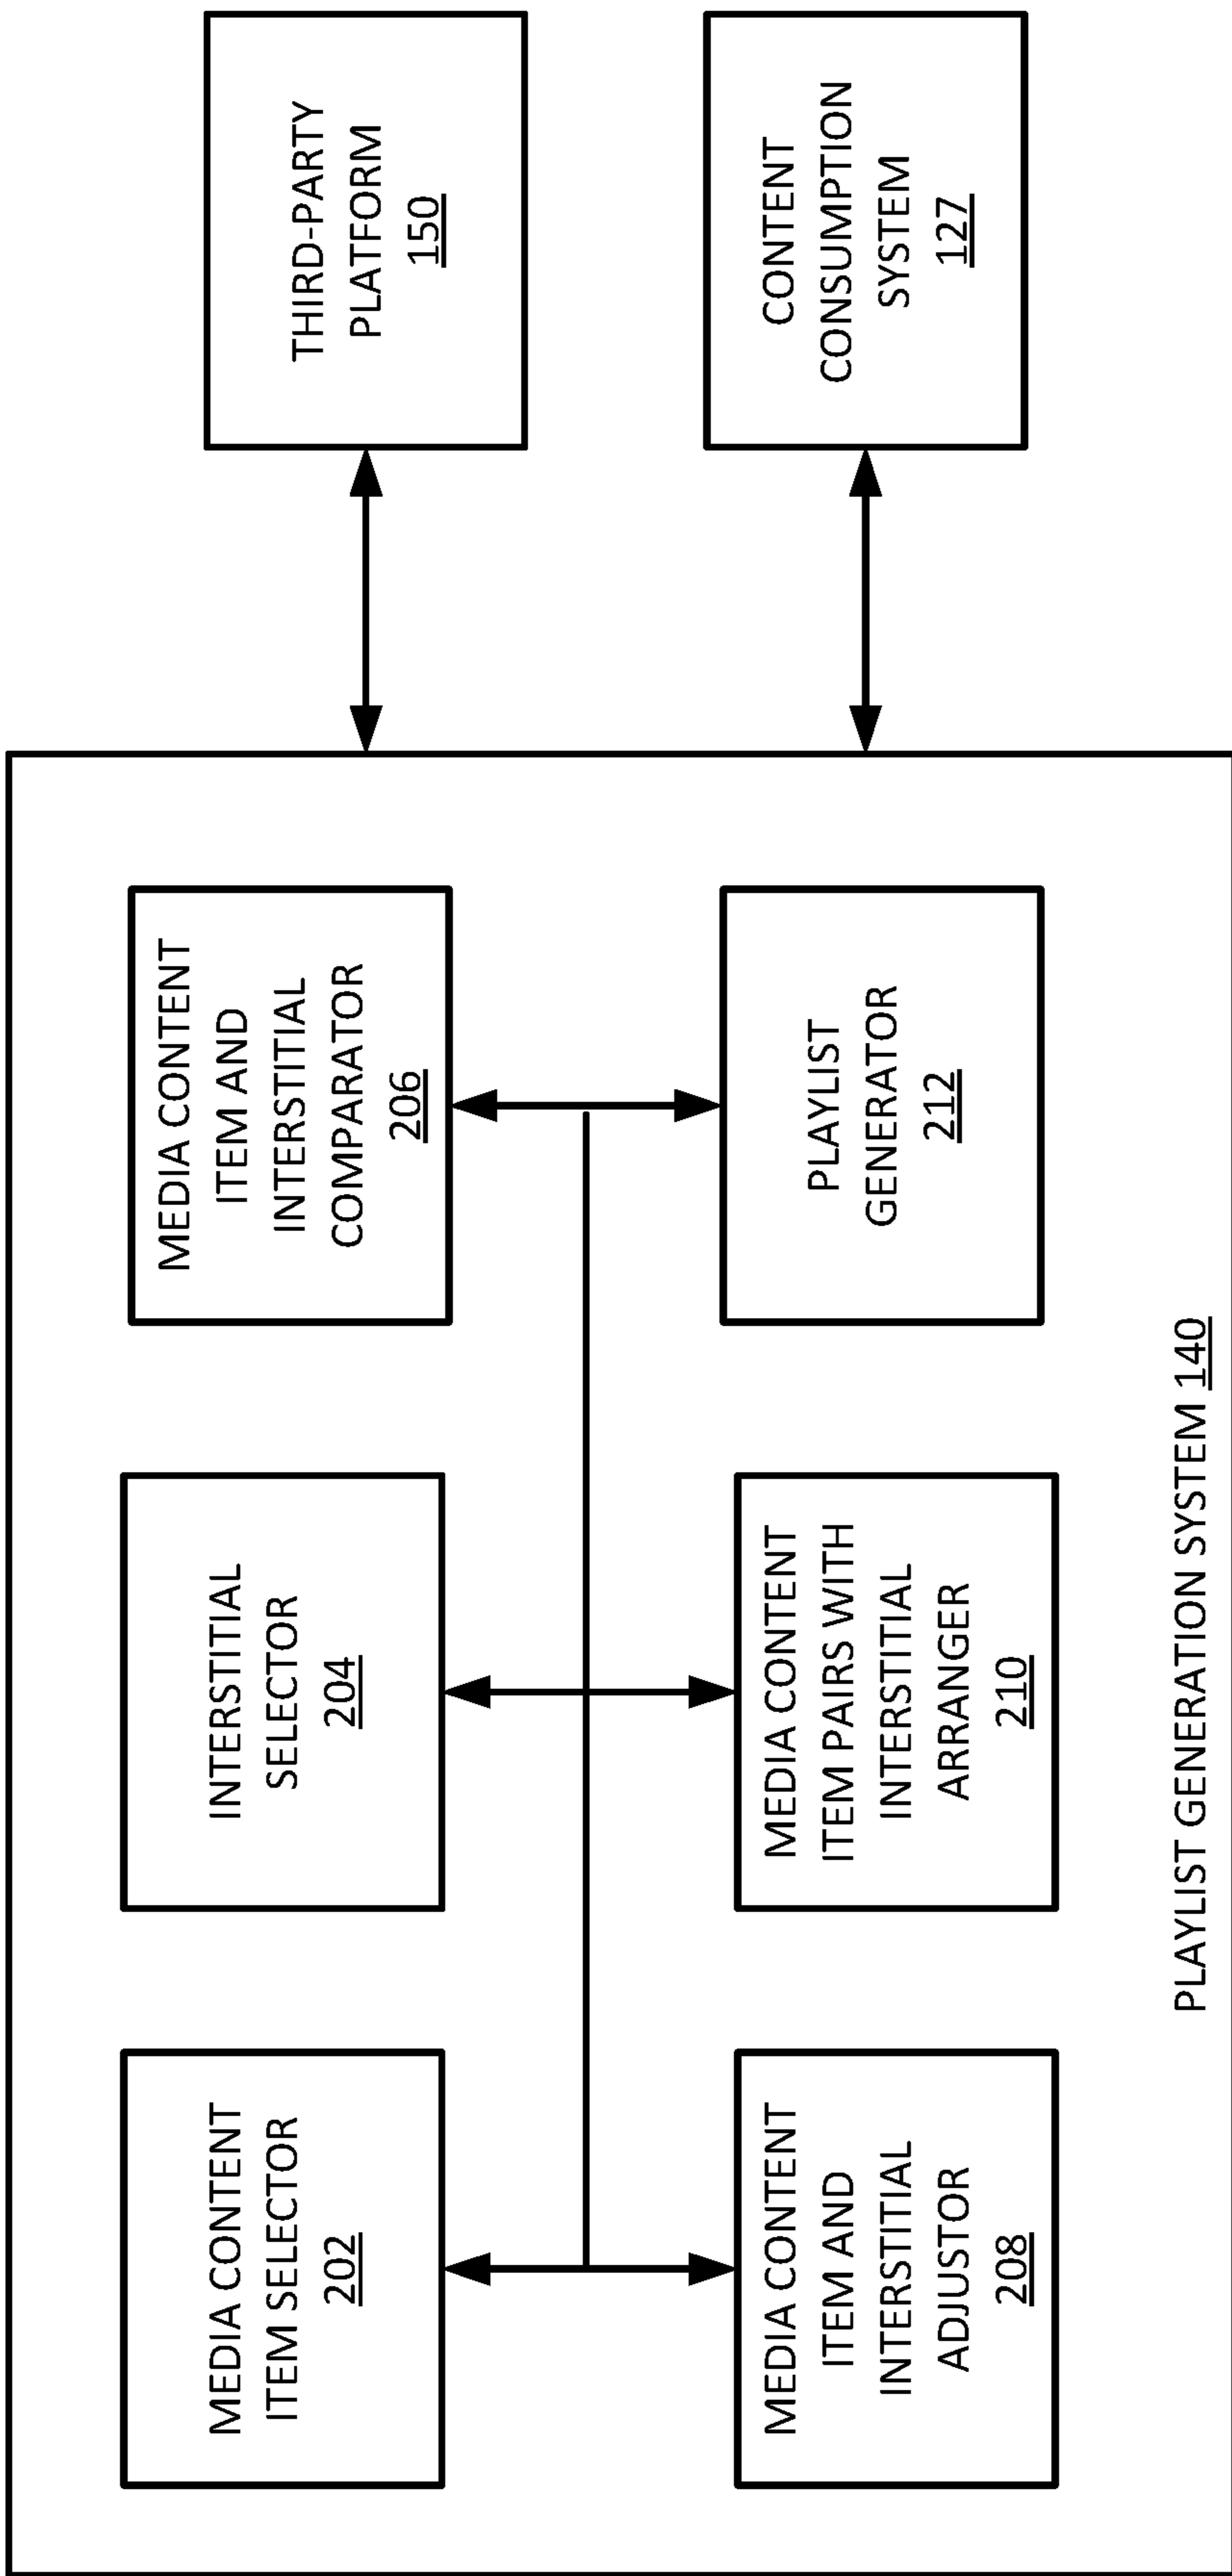 MEDIA CONTENT
ITEM SELECTOR
202
INTERSTITIAL
SELECTOR
204
MEDIA CONTENT
ITEM AND
INTERSTITIAL
COMPARATOR
206
THIRD-PARTY
PLATFORM
150
MEDIA CONTENT
ITEM AND
INTERSTITIAL
ADJUSTOR
208
MEDIA CONTENT
ITEM PAIRS WITH
INTERSTITIAL
ARRANGER
210
PLAYLIST
GENERATOR
212
CONTENT
CONSUMPTION
SYSTEM
127
PLAYLIST GENERATION SYSTEM 140